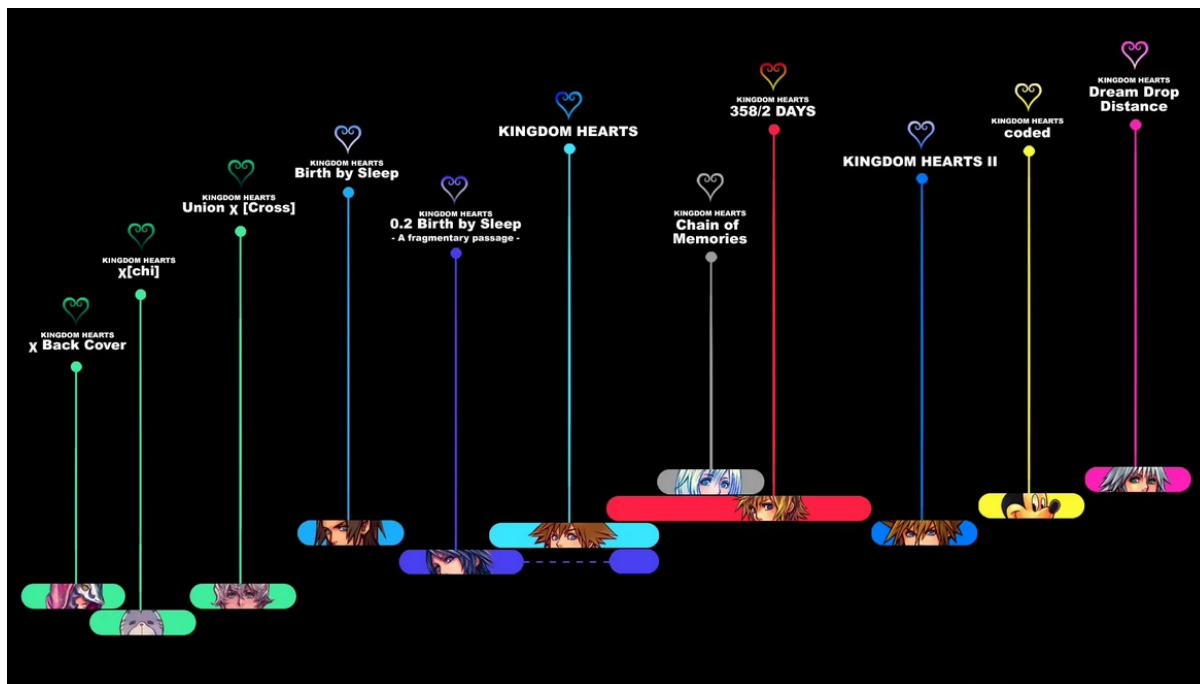 KINGDOM HEARTS
χ Back Cover
KINGDOM HEARTS
χ[chi]
KINGDOM HEARTS
Union χ [Cross]
KINGDOM HEARTS
Birth by Sleep
KINGDOM HEARTS
0.2 Birth by Sleep
- A fragmentary passage -
KINGDOM HEARTS
KINGDOM HEARTS
Chain of
Memories
KINGDOM HEARTS
358/2 DAYS
KINGDOM HEARTS II
KINGDOM HEARTS
coded
KINGDOM HEARTS
Dream Drop
Distance